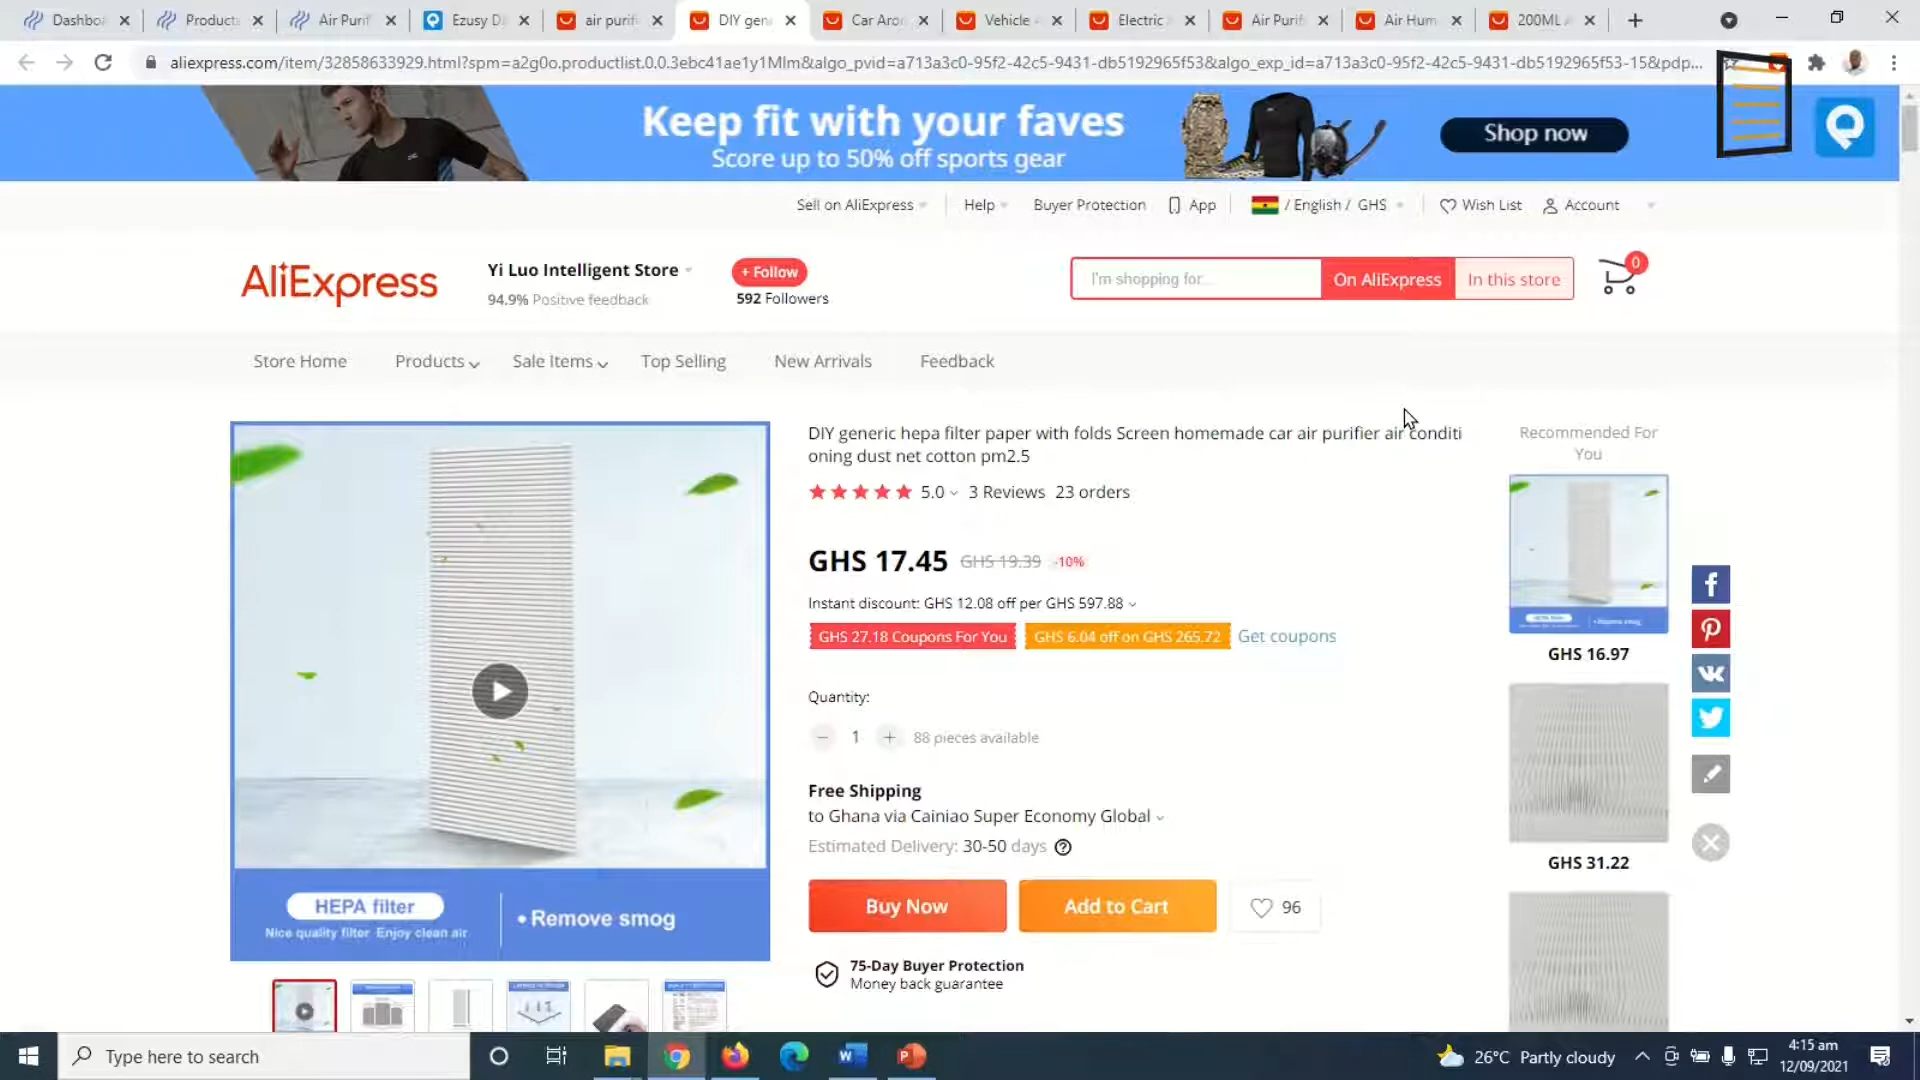 Dashbo
Product
Air Purif
Ezusy D
air purifi
DIY gen
Car Aro
Vehicle
Electric
Air Purif
Air Hum
200ML
aliexpress.com/item/32858633929.html?spm=a2g0o.productlist.0.0.3ebc41ae1y1Mlm&algo_pvid=a713a3c0-95f2-42c5-9431-db5192965f53&algo_exp_id=a713a3c0-95f2-42c5-9431-db5192965f53-15&pdp...
Keep fit with your faves
Score up to 50% off sports gear
Shop now
Sell on AliExpress
Help
Buyer Protection
App
/ English / GHS
Wish List
Account
AliExpress
Yi Luo Intelligent Store
94.9% Positive feedback
+ Follow
592 Followers
I'm shopping for...
On AliExpress
In this store
0
Store Home
Products
Sale Items
Top Selling
New Arrivals
Feedback
DIY generic hepa filter paper with folds Screen homemade car air purifier air conditi
oning dust net cotton pm2.5
5.0 3 Reviews 23 orders
GHS 17.45 GHS 19.39 -10%
Instant discount: GHS 12.08 off per GHS 597.88
GHS 27.18 Coupons For You GHS 6.04 off on GHS 265.72 Get coupons
Quantity:
1 88 pieces available
Free Shipping
to Ghana via Cainiao Super Economy Global
Estimated Delivery: 30-50 days
Buy Now
Add to Cart
96
75-Day Buyer Protection
Money back guarantee
HEPA filter
Nice quality filter Enjoy clean air
• Remove smog
Recommended For
You
GHS 16.97
GHS 31.22
Type here to search
26°C Partly cloudy
4:15 am
12/09/2021